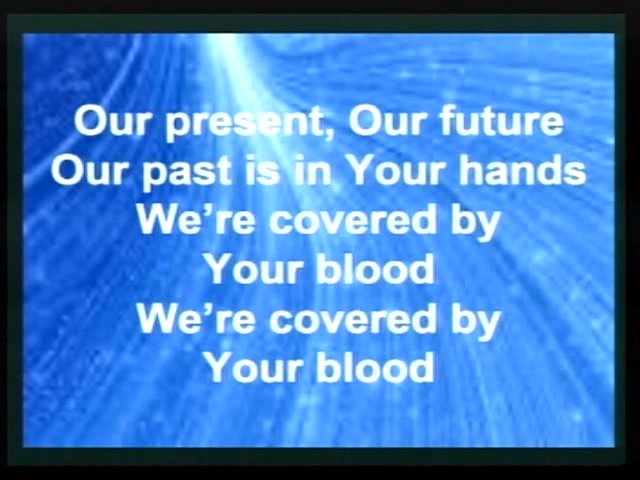 Our present, Our future
Our past is in Your hands
We’re covered by
Your blood
We’re covered by
Your blood